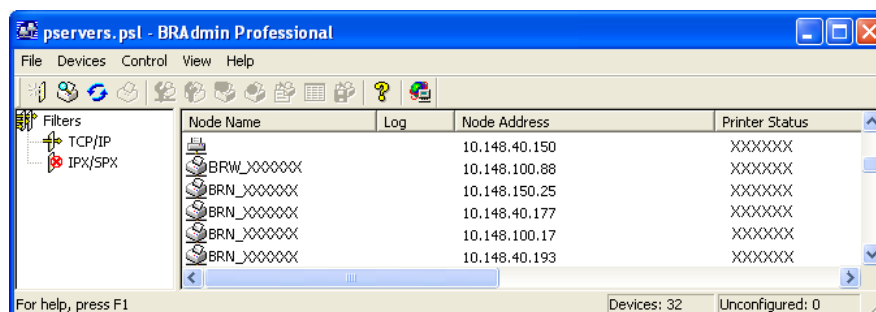 pservers.psl - BRAdmin Professional
File Devices Control View Help
Filters
TCP/IP
IPX/SPX
Node Name Log Node Address Printer Status
10.148.40.150 XXXXXX
BRW_XXXXXX 10.148.100.88 XXXXXX
BRN_XXXXXX 10.148.150.25 XXXXXX
BRN_XXXXXX 10.148.40.177 XXXXXX
BRN_XXXXXX 10.148.100.17 XXXXXX
BRN_XXXXXX 10.148.40.193 XXXXXX
For help, press F1 Devices: 32 Unconfigured: 0